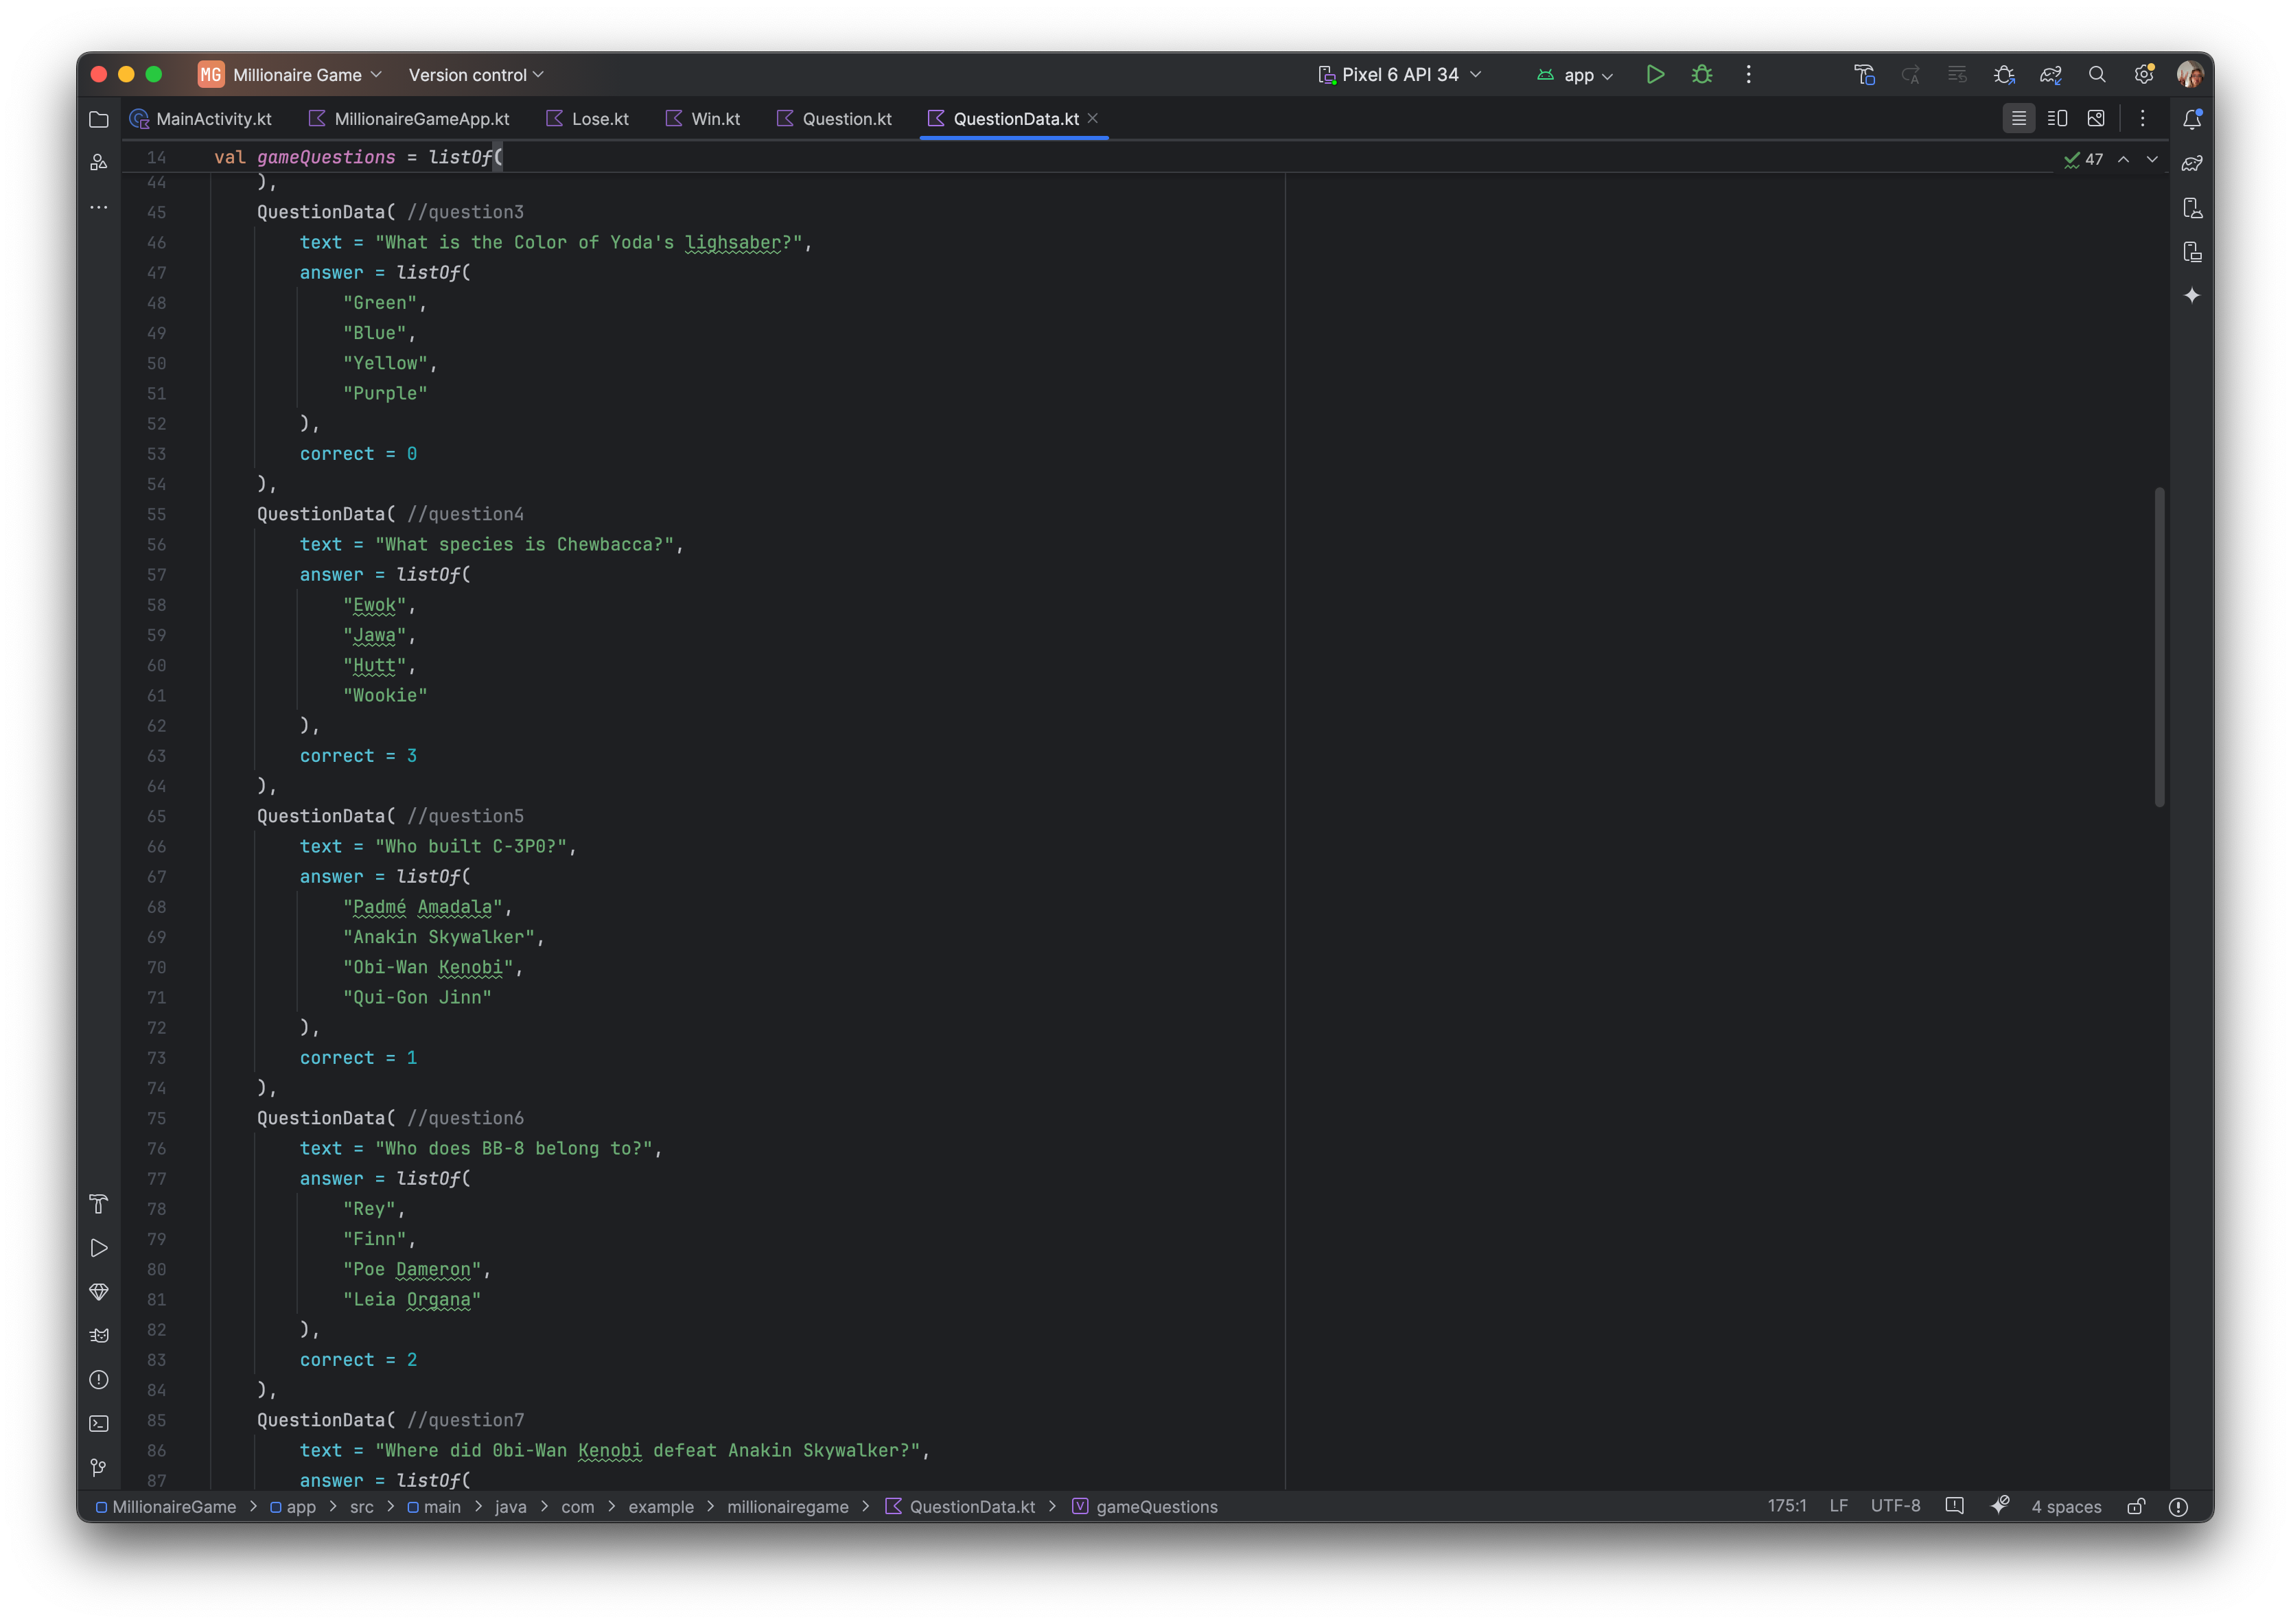 MG Millionaire Game Version control Pixel 6 API 34 app
MainActivity.kt MillionaireGameApp.kt Lose.kt Win.kt Question.kt QuestionData.kt
14 val gameQuestions = listOf( 47
44 ),
45 QuestionData( //question3
46 text = "What is the Color of Yoda's lighsaber?",
47 answer = listOf(
48 "Green",
49 "Blue",
50 "Yellow",
51 "Purple"
52 ),
53 correct = 0
54 ),
55 QuestionData( //question4
56 text = "What species is Chewbacca?",
57 answer = listOf(
58 "Ewok",
59 "Jawa",
60 "Hutt",
61 "Wookie"
62 ),
63 correct = 3
64 ),
65 QuestionData( //question5
66 text = "Who built C-3P0?",
67 answer = listOf(
68 "Padmé Amadala",
69 "Anakin Skywalker",
70 "Obi-Wan Kenobi",
71 "Qui-Gon Jinn"
72 ),
73 correct = 1
74 ),
75 QuestionData( //question6
76 text = "Who does BB-8 belong to?",
77 answer = listOf(
78 "Rey",
79 "Finn",
80 "Poe Dameron",
81 "Leia Organa"
82 ),
83 correct = 2
84 ),
85 QuestionData( //question7
86 text = "Where did Obi-Wan Kenobi defeat Anakin Skywalker?",
87 answer = listOf(
MillionaireGame > app > src > main > java > com > example > millionairegame > QuestionData.kt > gameQuestions 175:1 LF UTF-8 4 spaces